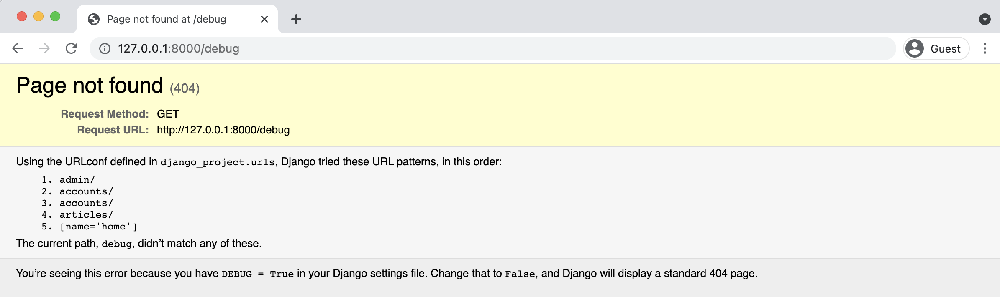 Page not found at /debug
127.0.0.1:8000/debug
Guest
Page not found (404)
Request Method: GET
Request URL: http://127.0.0.1:8000/debug
Using the URLconf defined in django_project.urls, Django tried these URL patterns, in this order:
1. admin/
2. accounts/
3. accounts/
4. articles/
5. [name='home']
The current path, debug, didn’t match any of these.
You’re seeing this error because you have DEBUG = True in your Django settings file. Change that to False, and Django will display a standard 404 page.